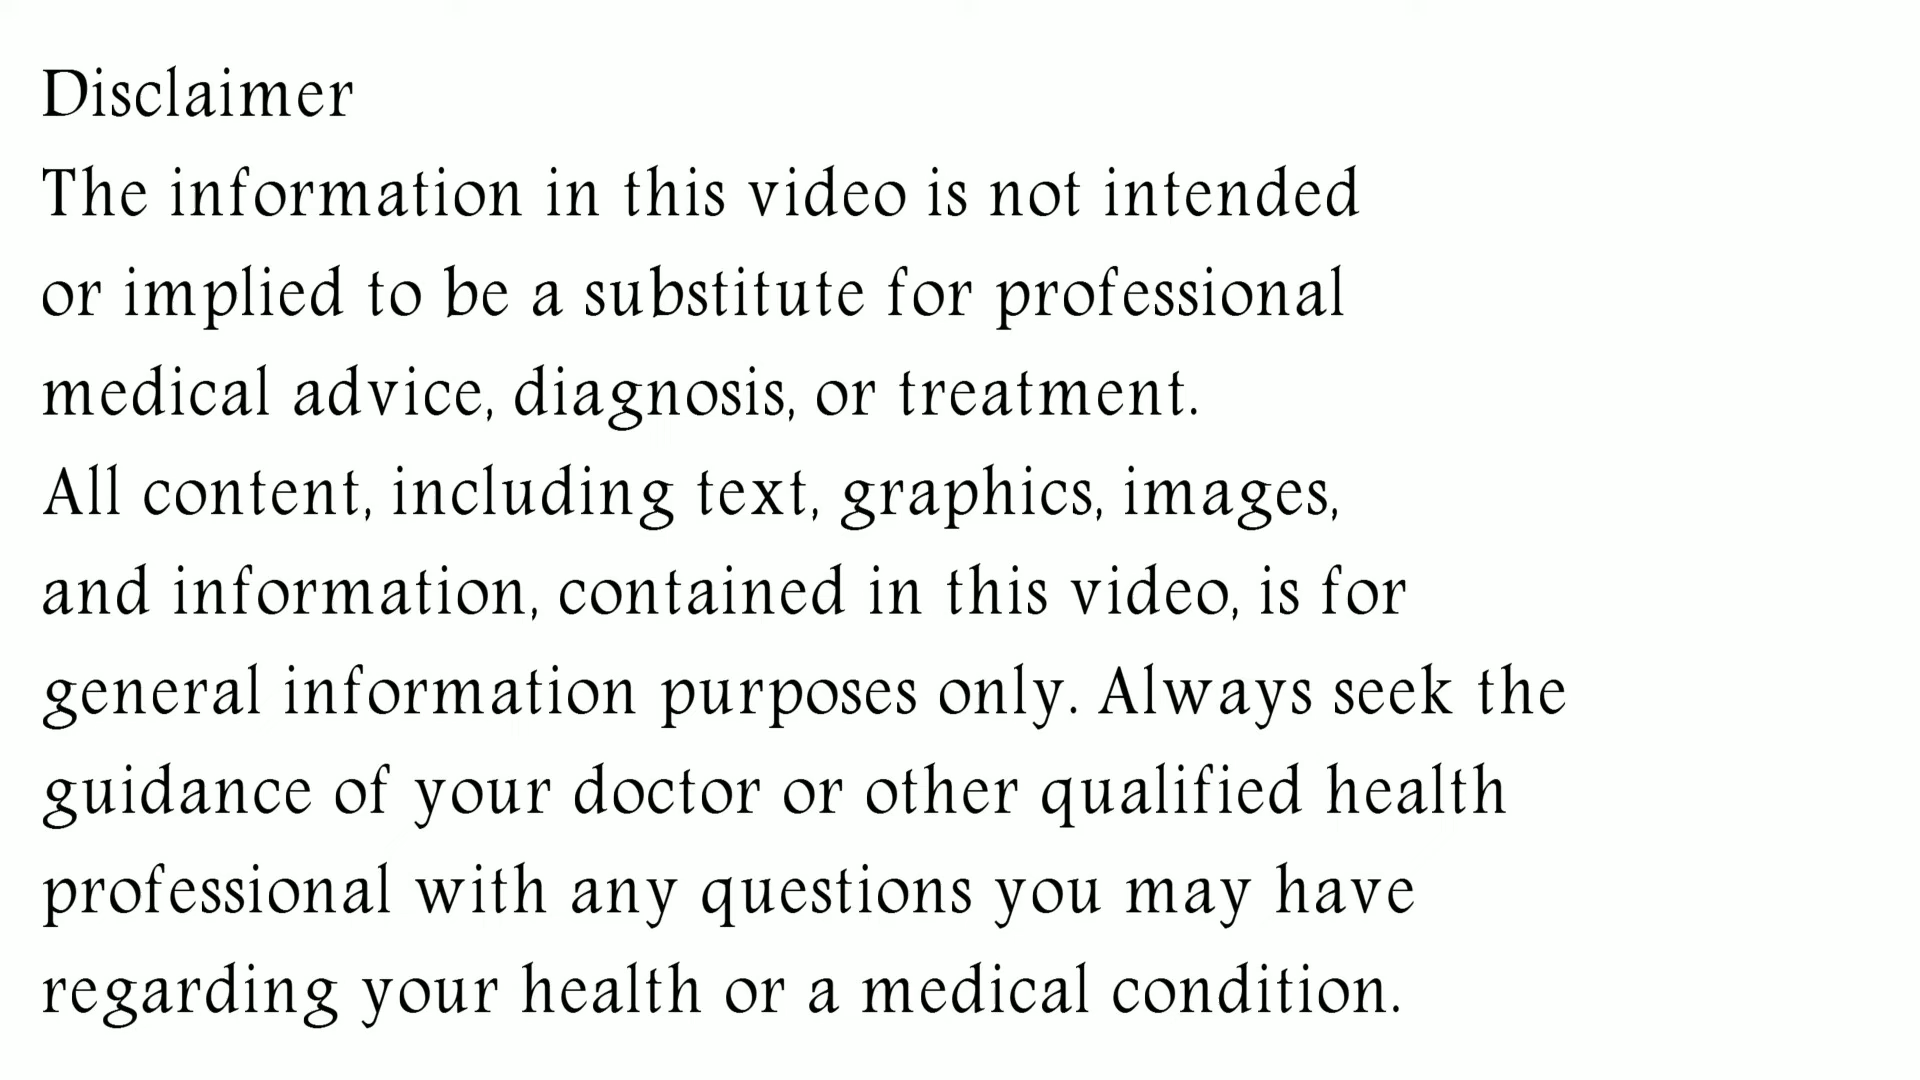 Disclaimer
The information in this video is not intended
or implied to be a substitute for professional
medical advice, diagnosis, or treatment.
All content, including text, graphics, images,
and information, contained in this video, is for
general information purposes only. Always seek the
guidance of your doctor or other qualified health
professional with any questions you may have
regarding your health or a medical condition.